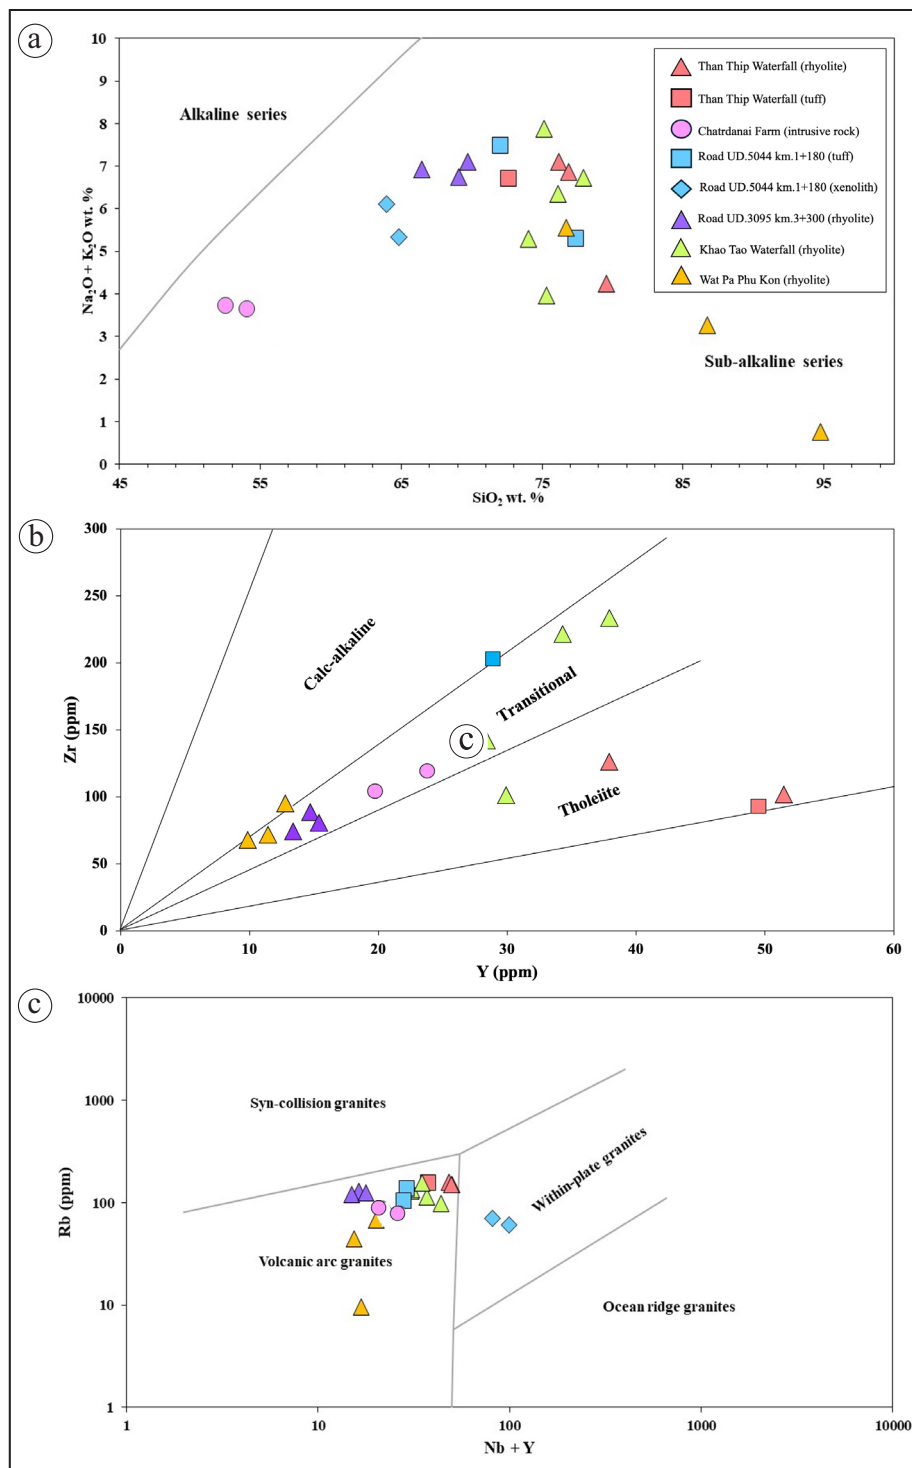 a
10
9
8
7
6
5
4
3
2
1
0
Na₂O + K₂O wt. %
Alkaline series
Than Thip Waterfall (rhyolite)
Than Thip Waterfall (tuff)
Chatrdanai Farm (intrusive rock)
Road UD.5044 km.1+180 (tuff)
Road UD.5044 km.1+180 (xenolith)
Road UD.3095 km.3+300 (rhyolite)
Khao Tao Waterfall (rhyolite)
Wat Pa Phu Kon (rhyolite)
Sub-alkaline series
45 55 65 75 85 95
SiO₂ wt. %
b
300
250
200
150
100
50
0
Zr (ppm)
Calc-alkaline
Transitional
c
Tholeiite
0 10 20 30 40 50 60
Y (ppm)
c
10000
1000
100
10
1
Rb (ppm)
Syn-collision granites
Within-plate granites
Volcanic arc granites
Ocean ridge granites
1 10 100 1000 10000
Nb + Y